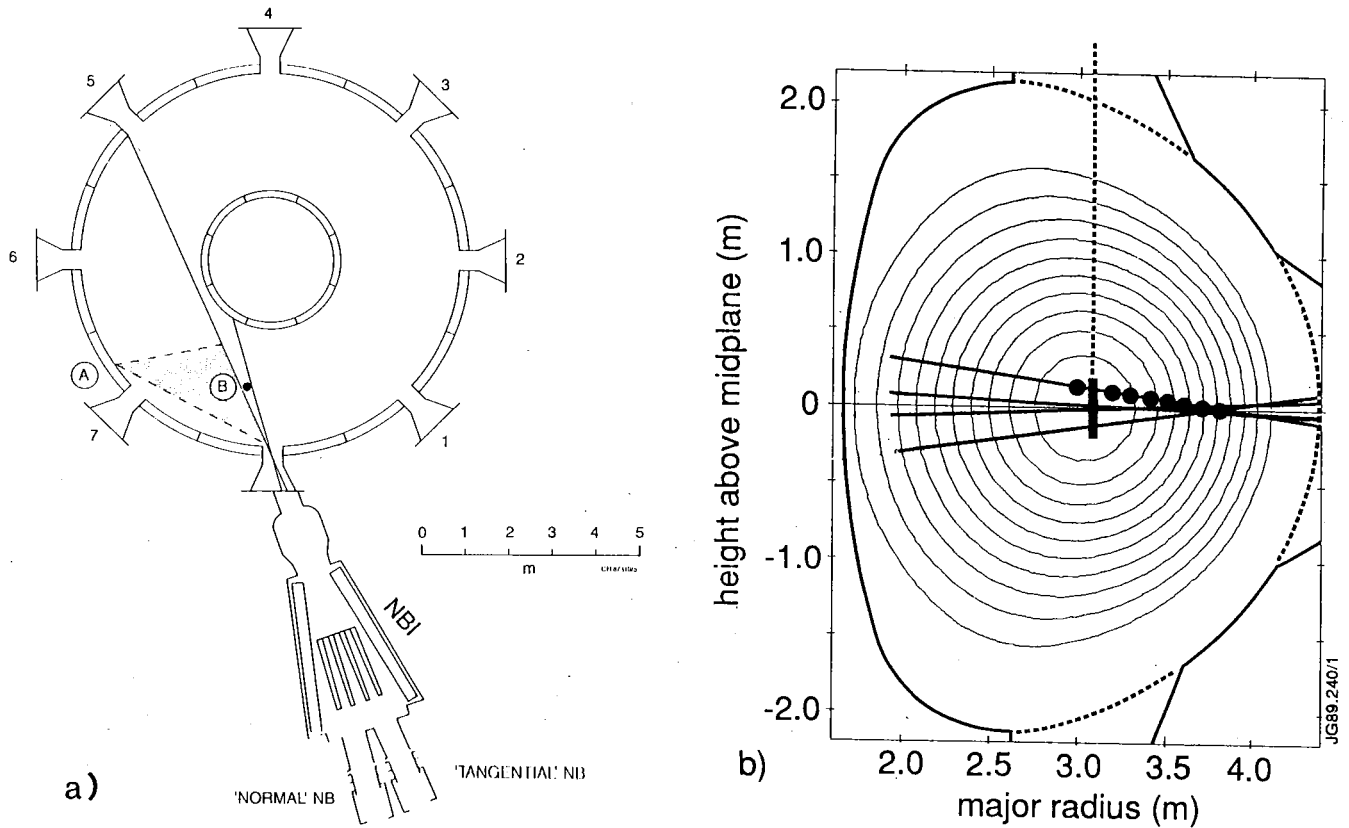 4
5
3
6
2
A
B
7
1
0 1 2 3 4 5
m
NBI
'TANGENTIAL' NB
'NORMAL' NB
a)
2.0
1.0
0
-1.0
-2.0
height above midplane (m)
2.0 2.5 3.0 3.5 4.0
major radius (m)
b)
JG89.240/1